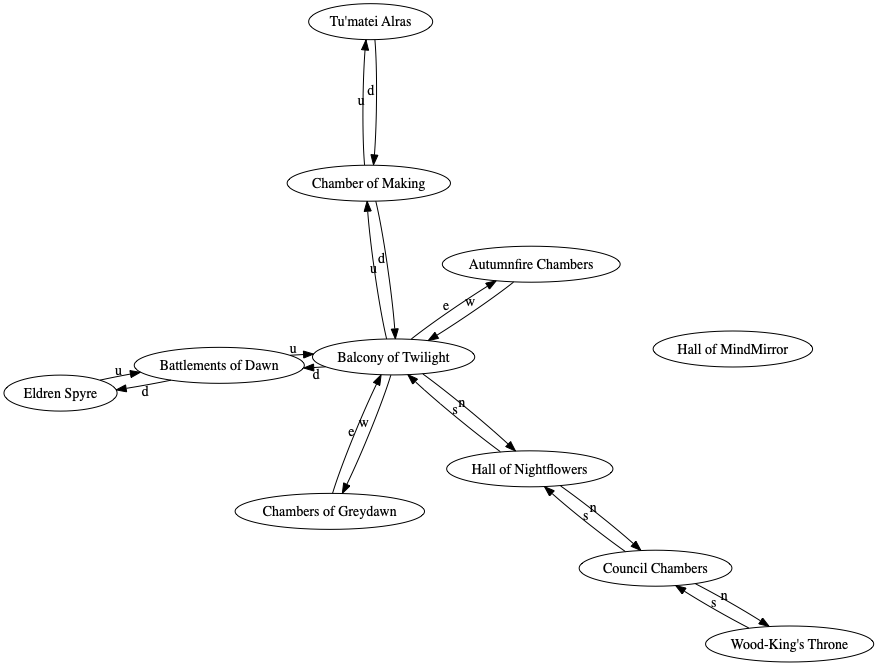 Tu'matei Alras
d
u
Chamber of Making
d
u
Autumnfire Chambers
e
w
u
Hall of MindMirror
Balcony of Twilight
Battlements of Dawn
u
d
Eldren Spyre
d
s
n
w
e
Hall of Nightflowers
Chambers of Greydawn
n
s
Council Chambers
n
s
Wood-King's Throne